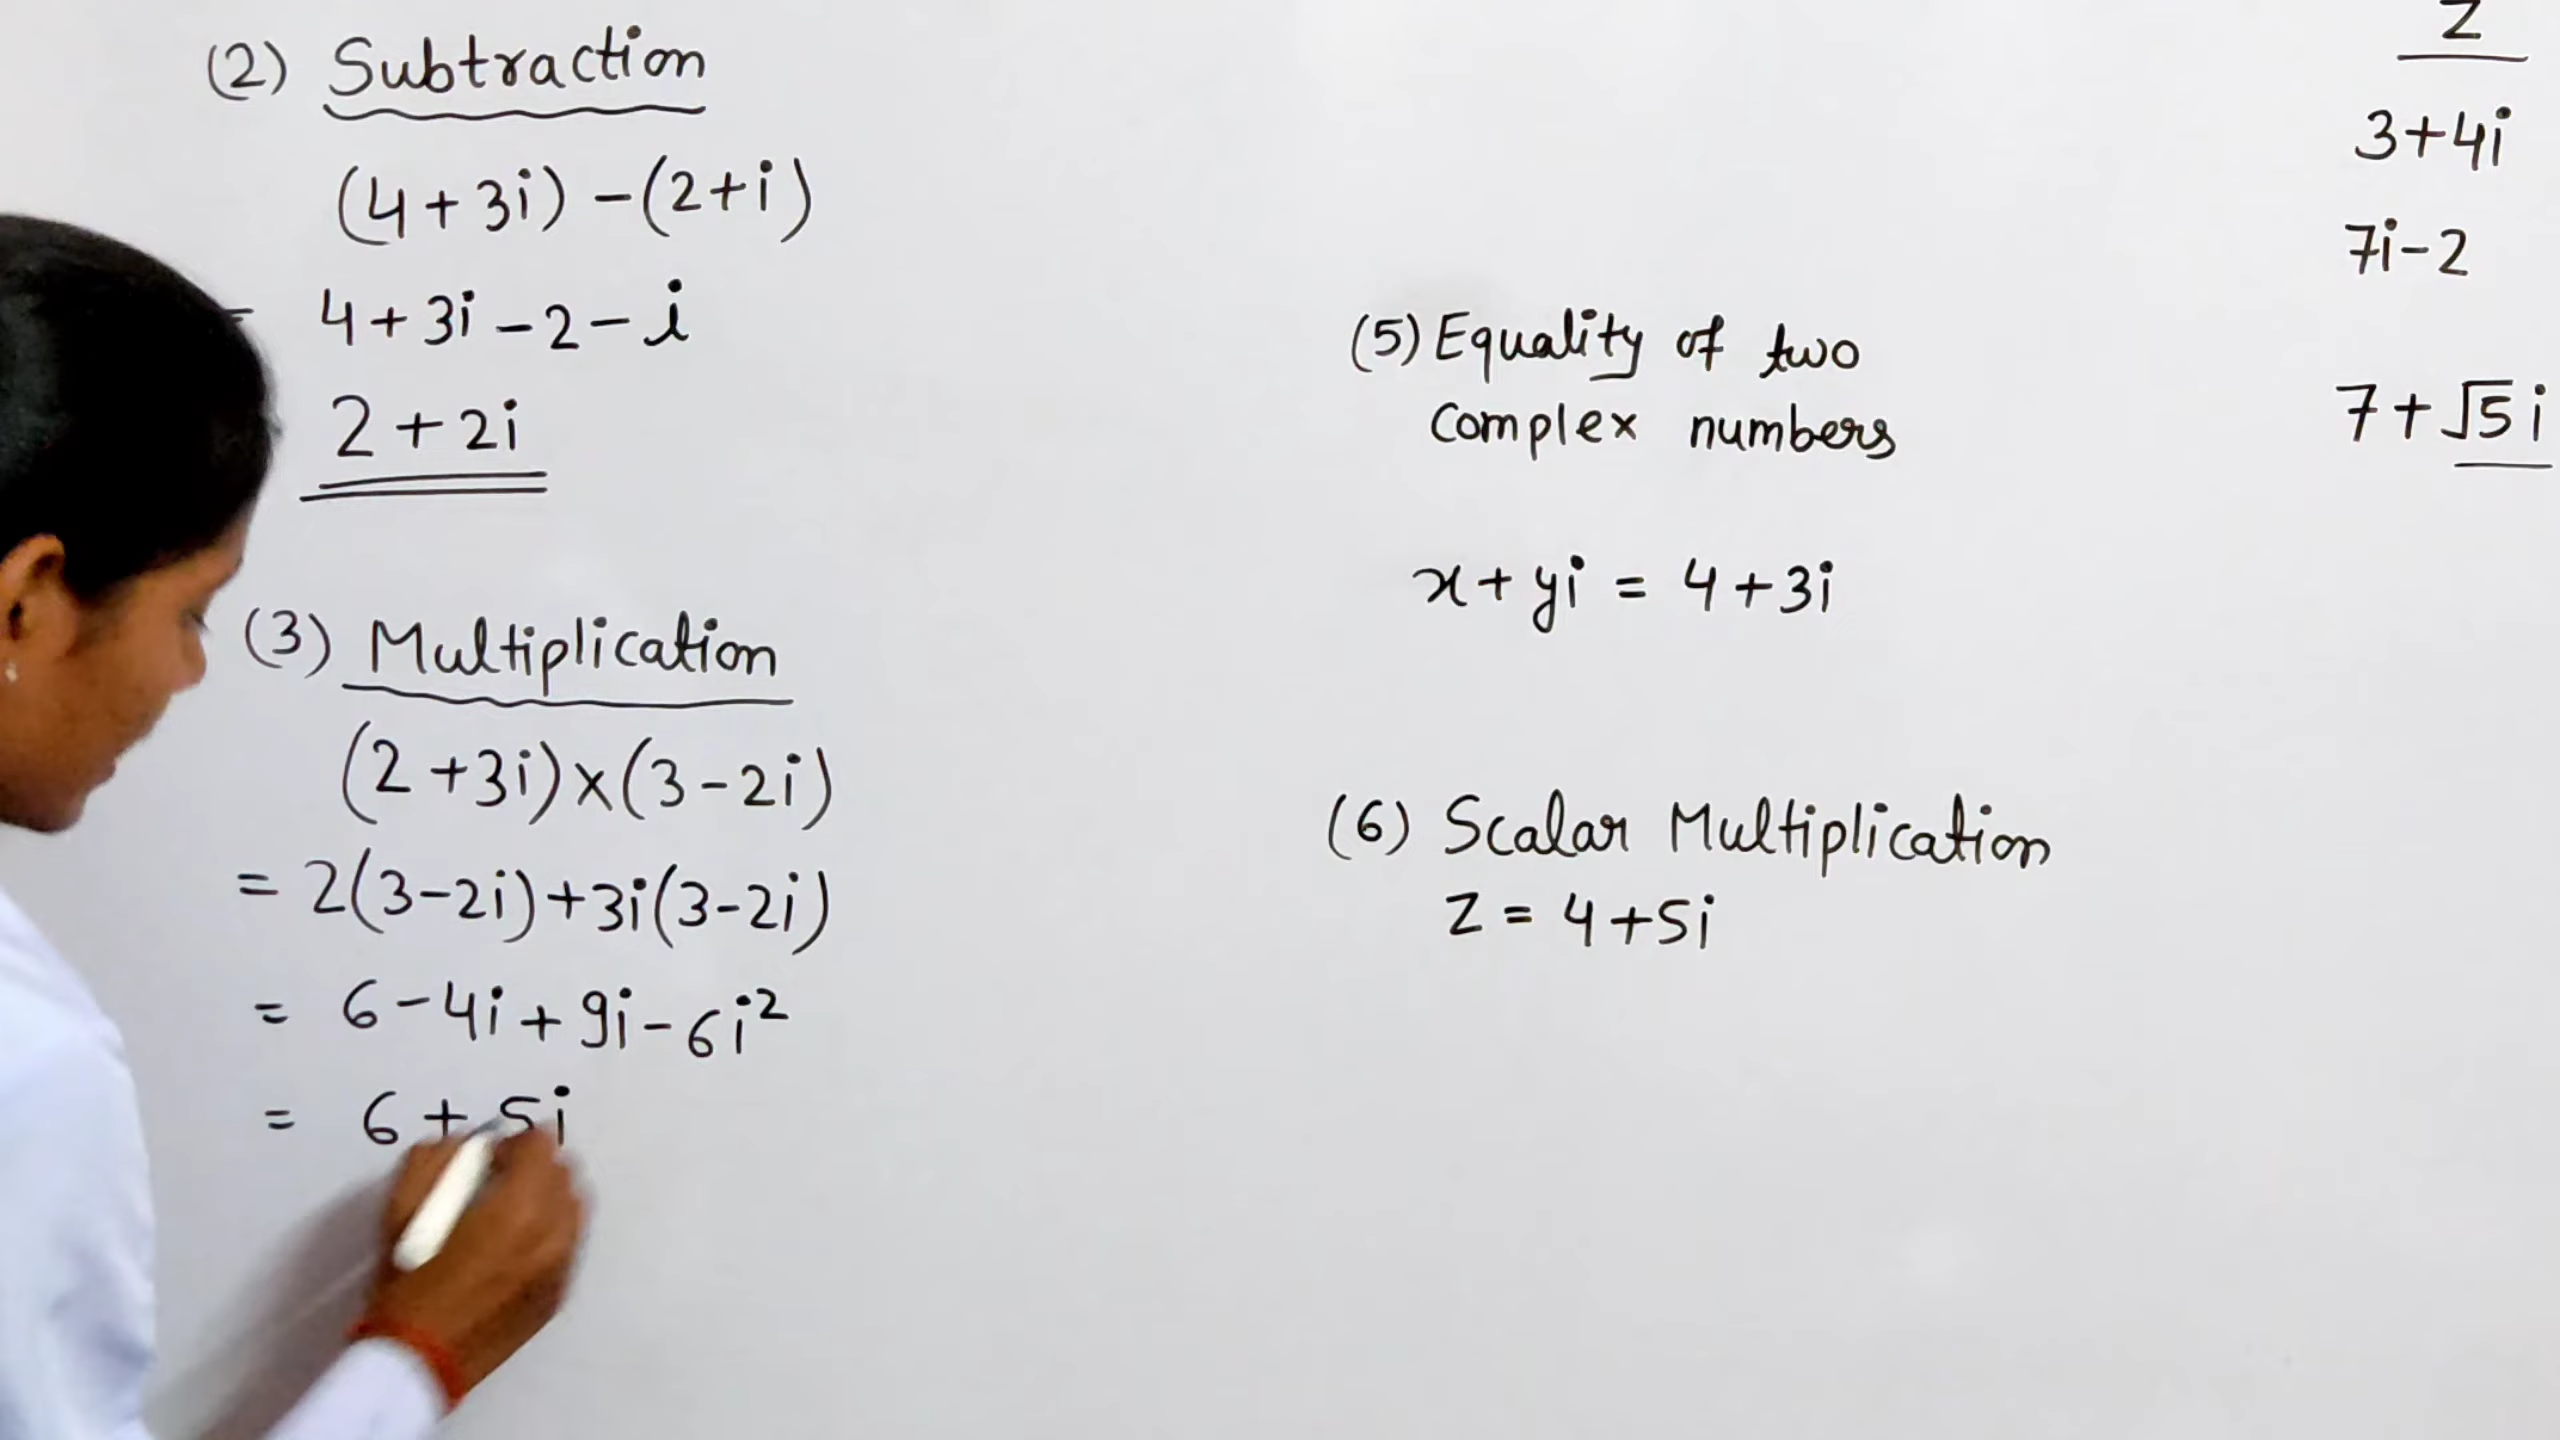 (2) Subtraction
(4+3i) -(2+i)
= 4+3i-2-i
2+2i
(3) Multiplication
(2+3i)×(3-2i)
= 2(3-2i)+3i(3-2i)
= 6-4i+9i-6i²
= 6+5i
(5) Equality of two
complex numbers
x+yi = 4+3i
(6) Scalar Multiplication
z = 4+5i
z
3+4i
7i-2
7+√5i